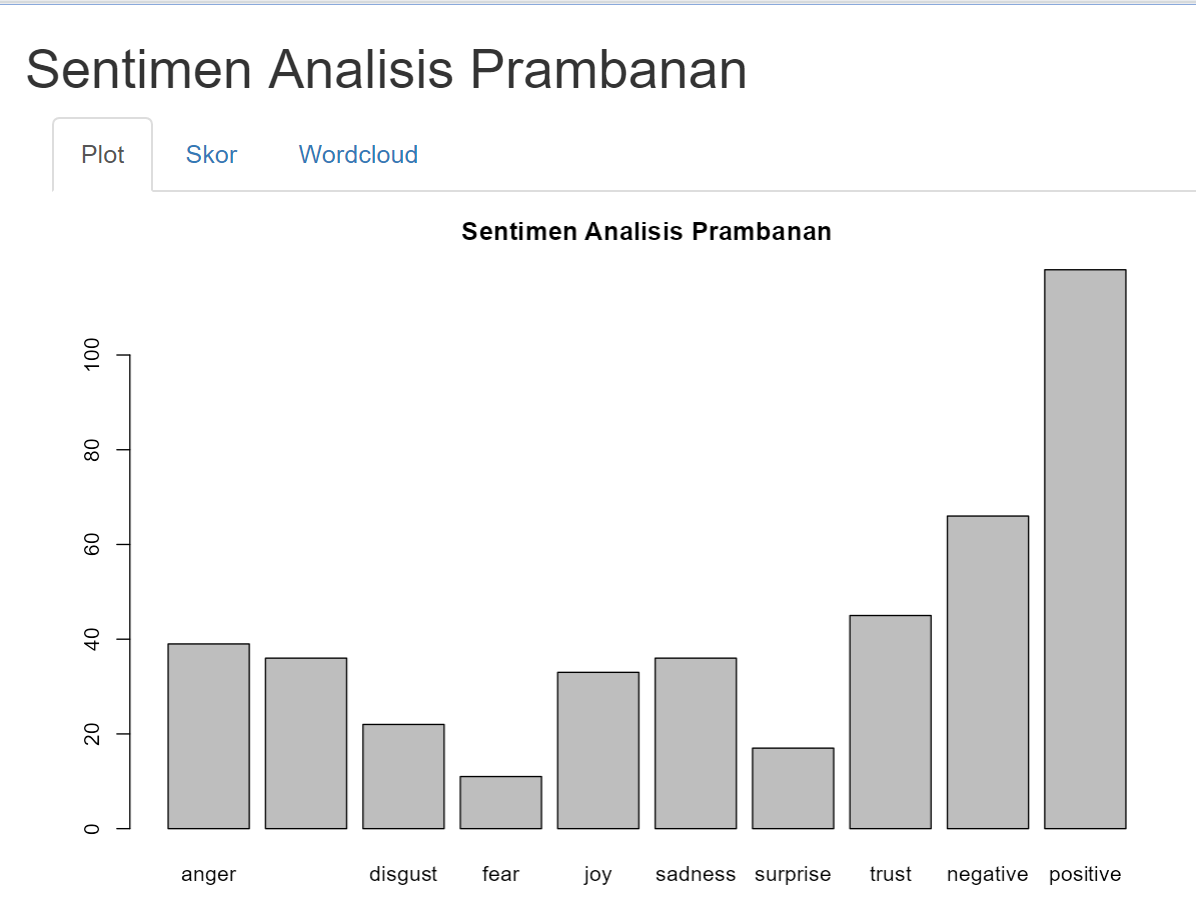 Sentimen Analisis Prambanan
Plot Skor Wordcloud
Sentimen Analisis Prambanan
100
80
60
40
20
0
anger disgust fear joy sadness surprise trust negative positive